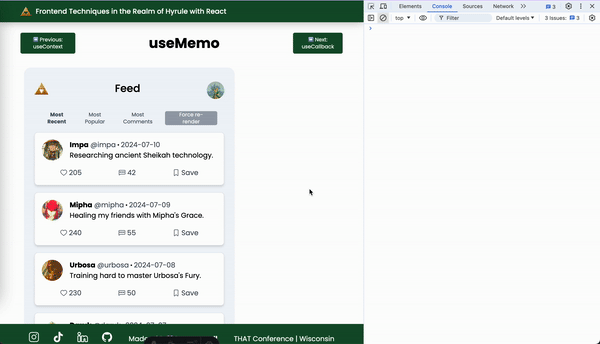 Frontend Techniques in the Realm of Hyrule with React
Previous:
useContext
useMemo
Next:
useCallback
Feed
Most
Recent
Most
Popular
Most
Comments
Force re-
render
Impa @impa • 2024-07-10
Researching ancient Sheikah technology.
205 42 Save
Mipha @mipha • 2024-07-09
Healing my friends with Mipha's Grace.
240 55 Save
Urbosa @urbosa • 2024-07-08
Training hard to master Urbosa's Fury.
230 50 Save
THAT Conference | Wisconsin
Elements Console Sources Network » 3
top Filter Default levels 3 Issues: 3